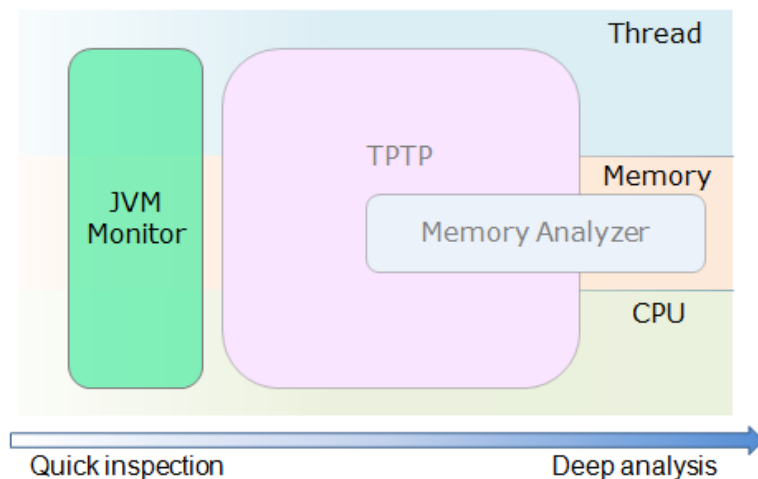 Thread
TPTP
Memory
JVM
Monitor
Memory Analyzer
CPU
Quick inspection
Deep analysis